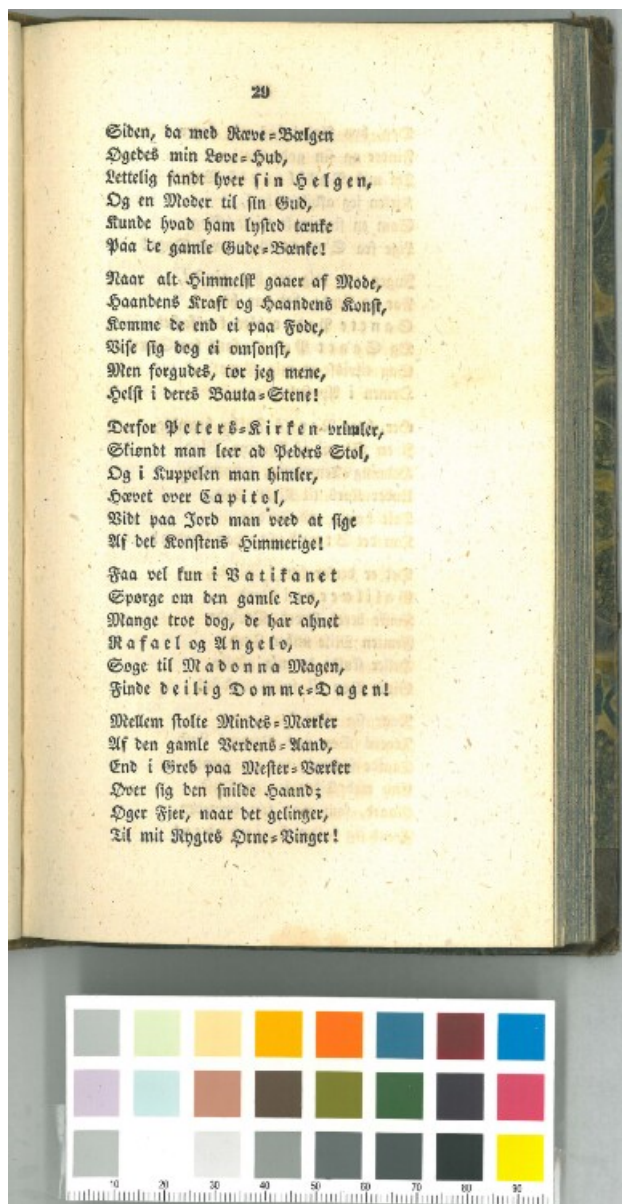 29
Siden, da med Ræve=Bælgen
Øgedes min Løve=Hud,
Lettelig fandt hver sin Helgen,
Og en Moder til sin Gud,
Kunde hvad ham lysted tænke
Paa de gamle Gude=Bænke!
Naar alt Himmelsk gaaer af Mode,
Haandens Kraft og Haandens Konst,
Komme de end ei paa Fode,
Vise sig dog ei omsonst,
Men forgudes, tør jeg mene,
Helst i deres Bauta=Stene!
Derfor Peters=Kirken vrimler,
Skiøndt man leer ad Peders Stol,
Og i Kuppelen man himler,
Hævet over Capitol,
Vidt paa Jord man veed at sige
Af det Konstens Himmerige!
Faa vel kun i Vatikanet
Spørge om den gamle Tro,
Mange troe dog, de har ahnet
Rafael og Angelo,
Søge til Madonna Magen,
Finde deilig Domme=Dagen!
Mellem stolte Mindes=Mærker
Af den gamle Verdens=Aand,
End i Greb paa Mester=Værker
Øver sig den snilde Haand;
Øger Fjer, naar det gelinger,
Til mit Rygtes Ørne=Vinger!
10 20 30 40 50 60 70 80 90